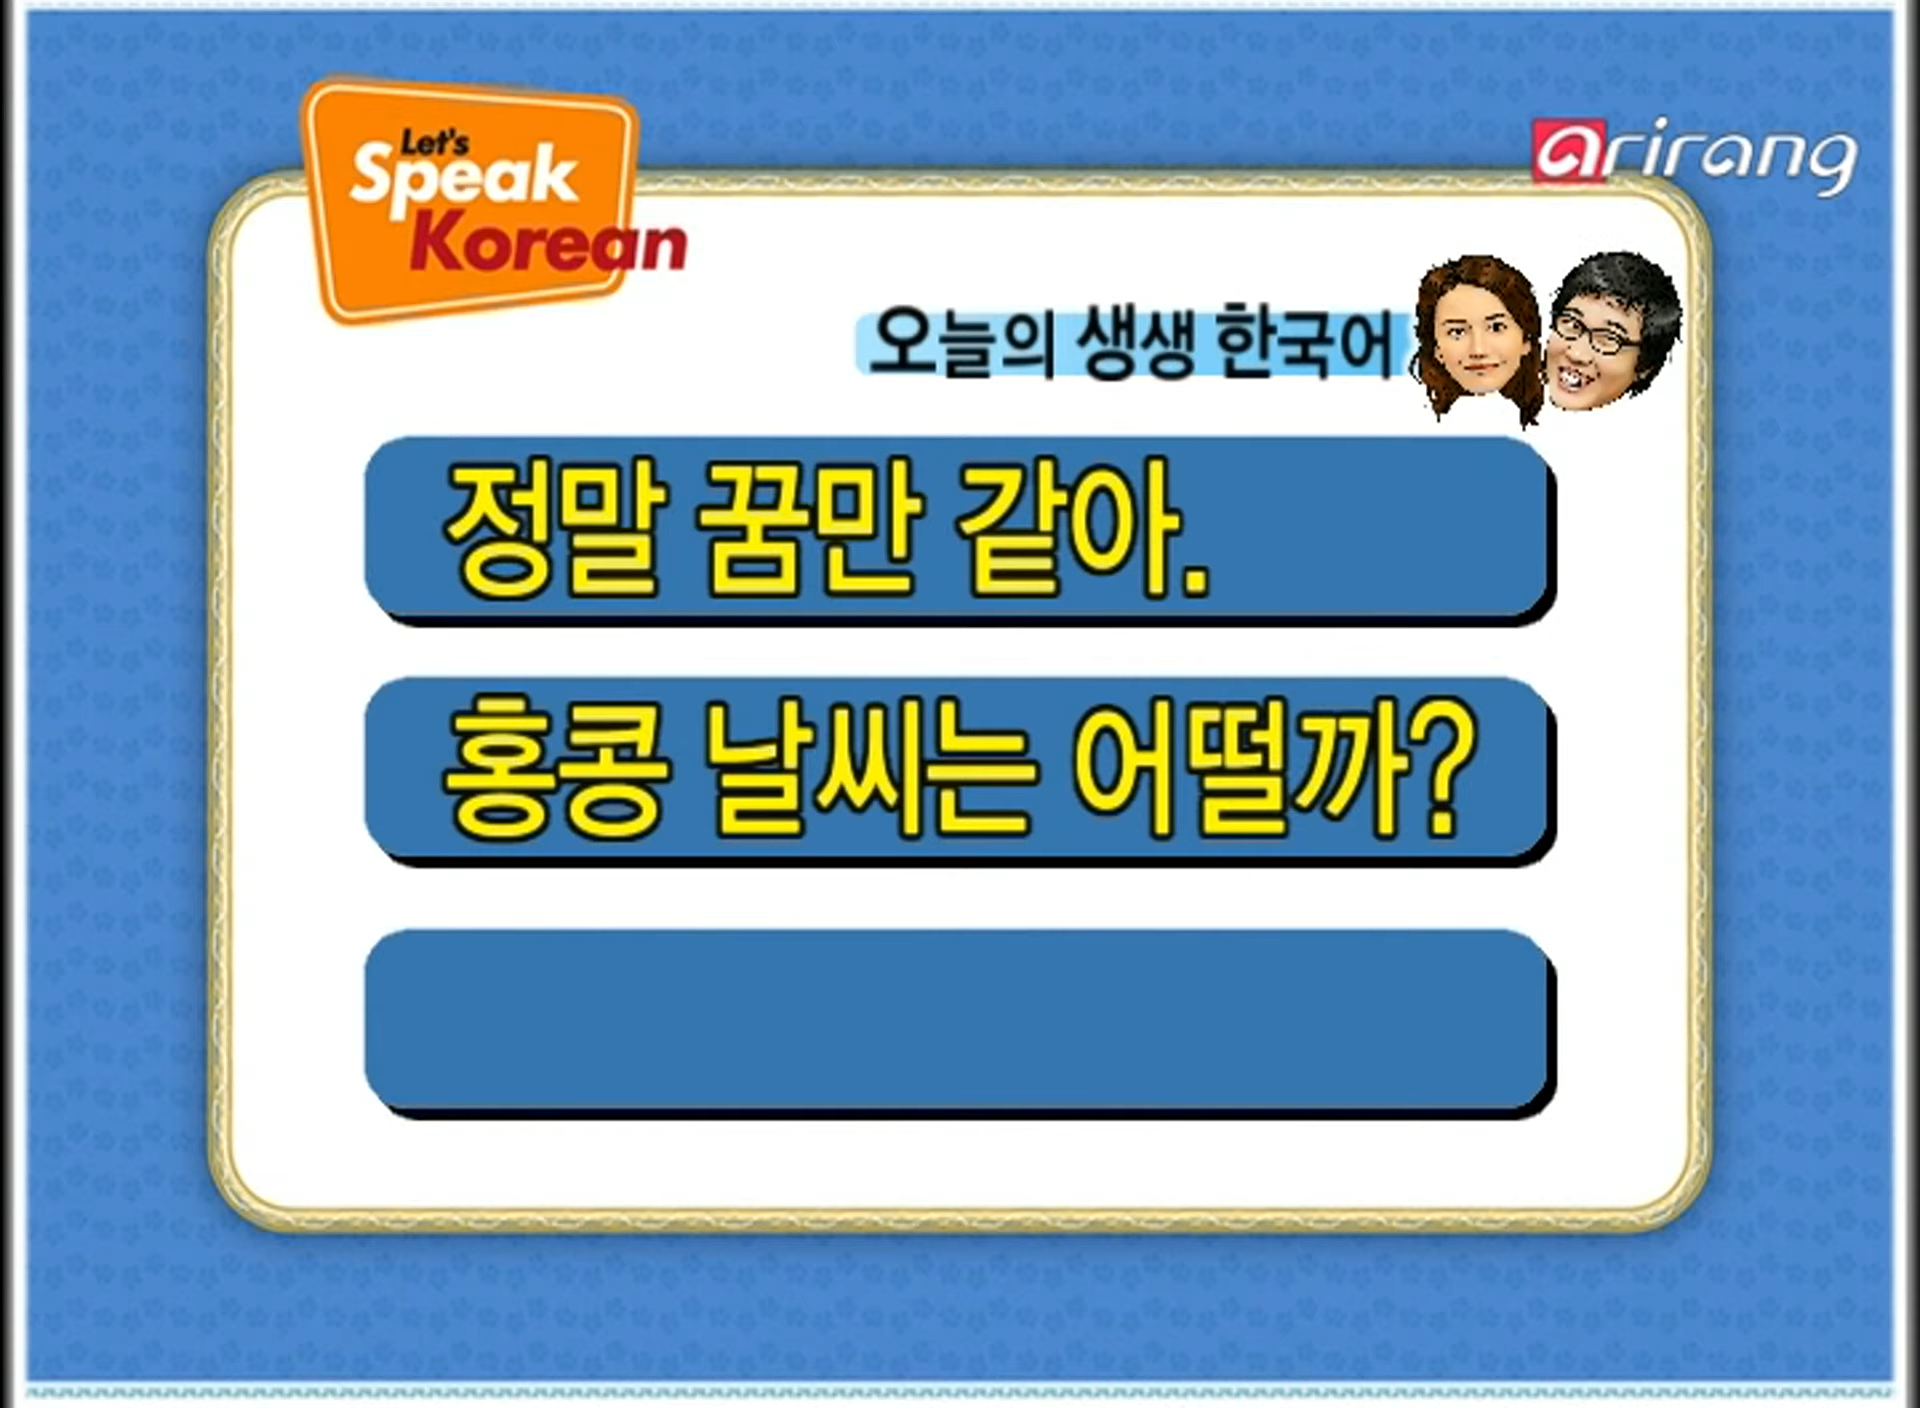 Let's
Speak
Korean
arirang
오늘의 생생 한국어
정말 꿈만 같아.
홍콩 날씨는 어떨까?